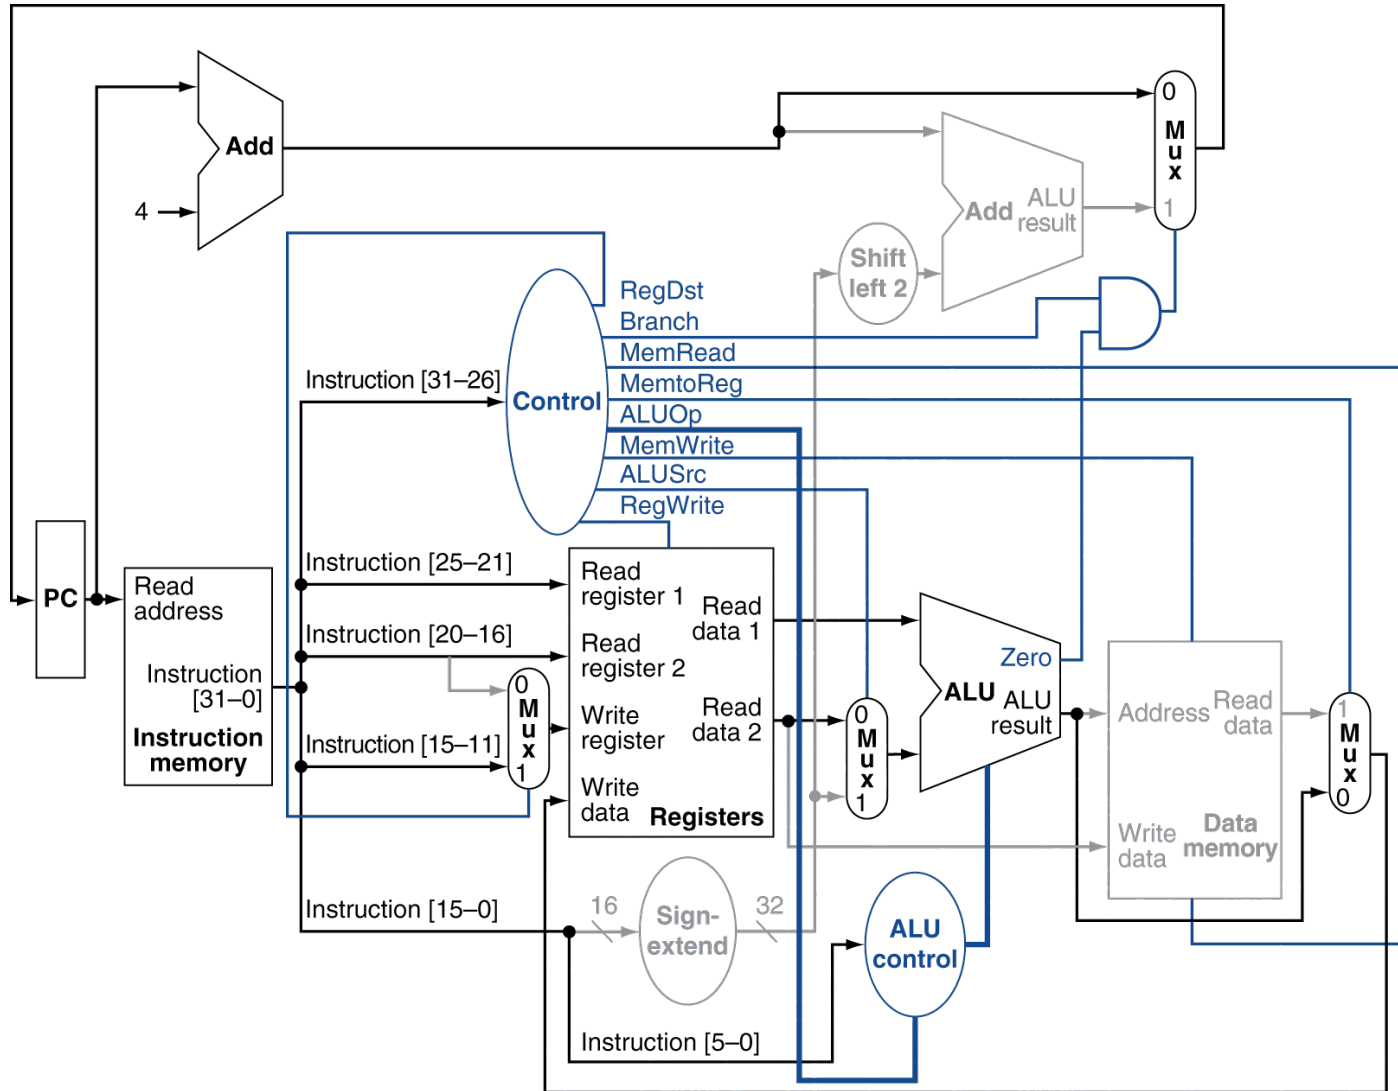 0
Mux
1
Add
4
Add
ALU
result
Shift
left 2
RegDst
Branch
MemRead
MemtoReg
ALUOp
MemWrite
ALUSrc
RegWrite
Instruction [31–26]
Control
PC
Read
address
Instruction
[31–0]
Instruction
memory
Instruction [25–21]
Instruction [20–16]
Instruction [15–11]
0
Mux
1
Read
register 1
Read
register 2
Write
register
Write
data
Read
data 1
Read
data 2
Registers
0
Mux
1
Zero
ALU
ALU
result
Address
Read
data
Write
data
Data
memory
1
Mux
0
Instruction [15–0]
16
Sign-
extend
32
ALU
control
Instruction [5–0]